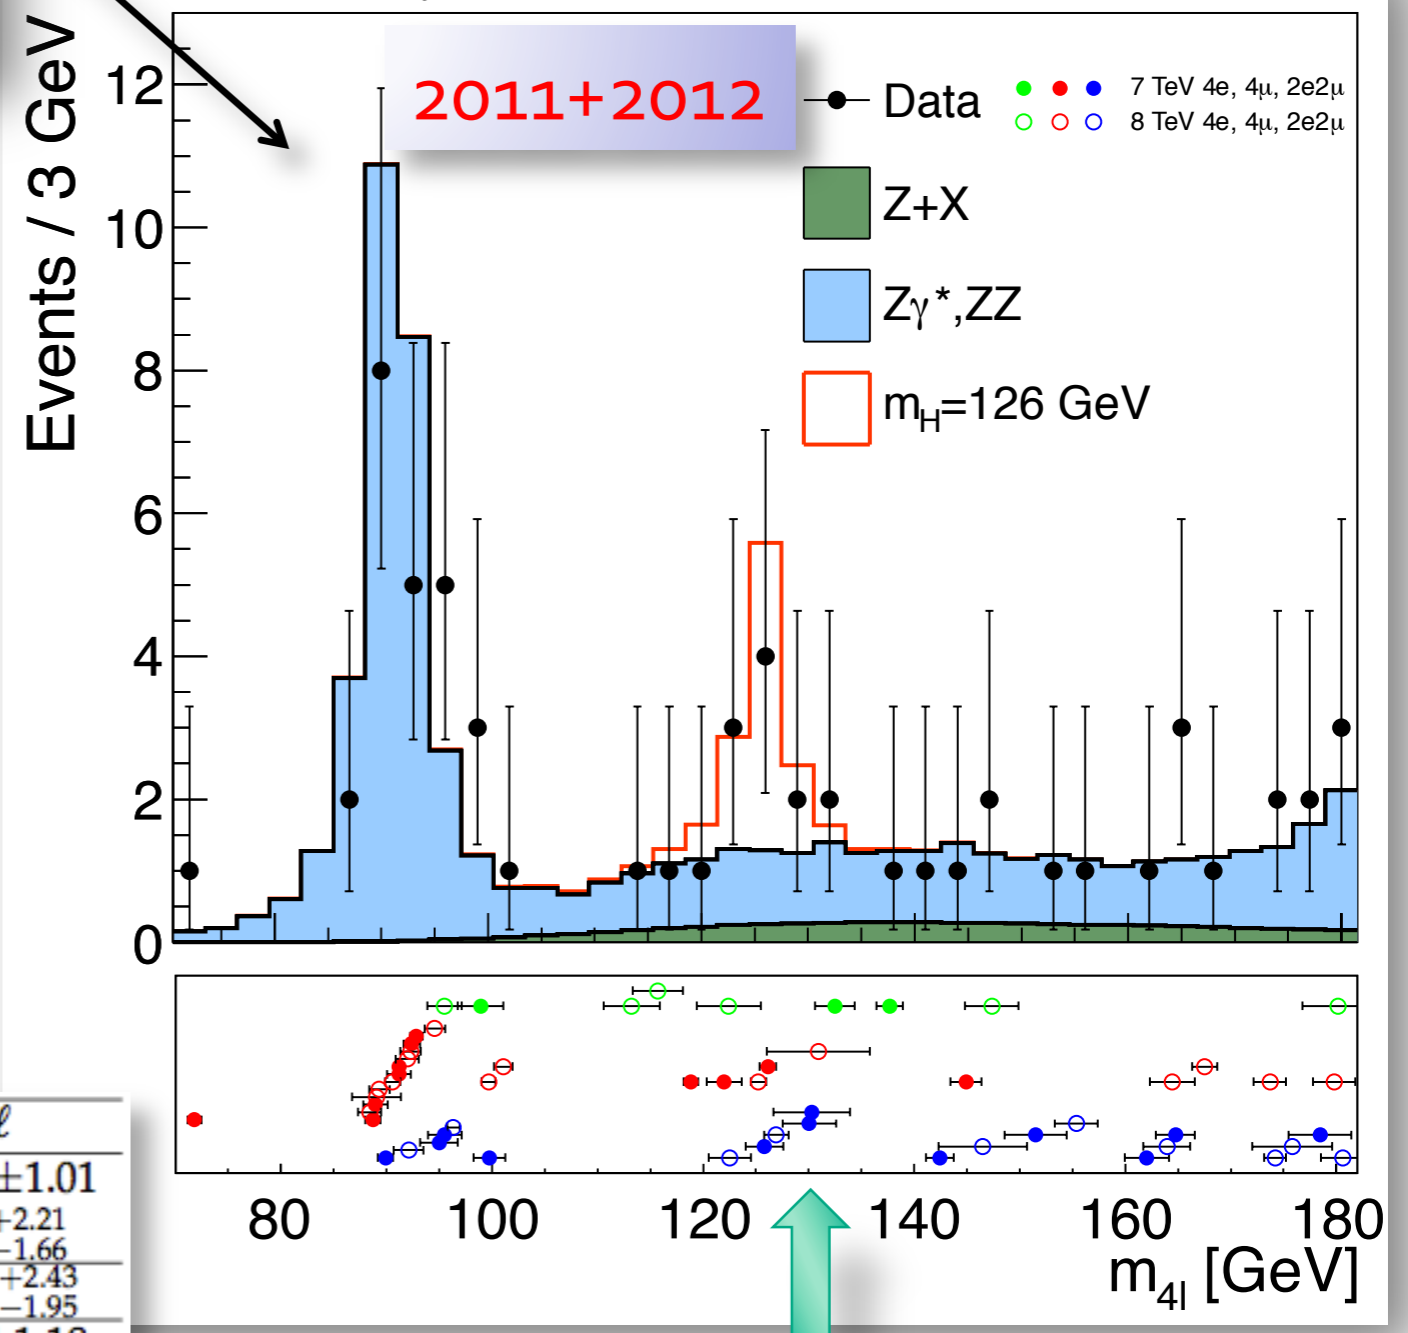 Events / 3 GeV
12
10
8
6
4
2
0
2011+2012
Data
7 TeV 4e, 4μ, 2e2μ
8 TeV 4e, 4μ, 2e2μ
Z+X
Zγ*,ZZ
mH=126 GeV
80 100 120 140 160 180
m4l [GeV]
ℓ
±1.01
+2.21
−1.66
+2.43
−1.95